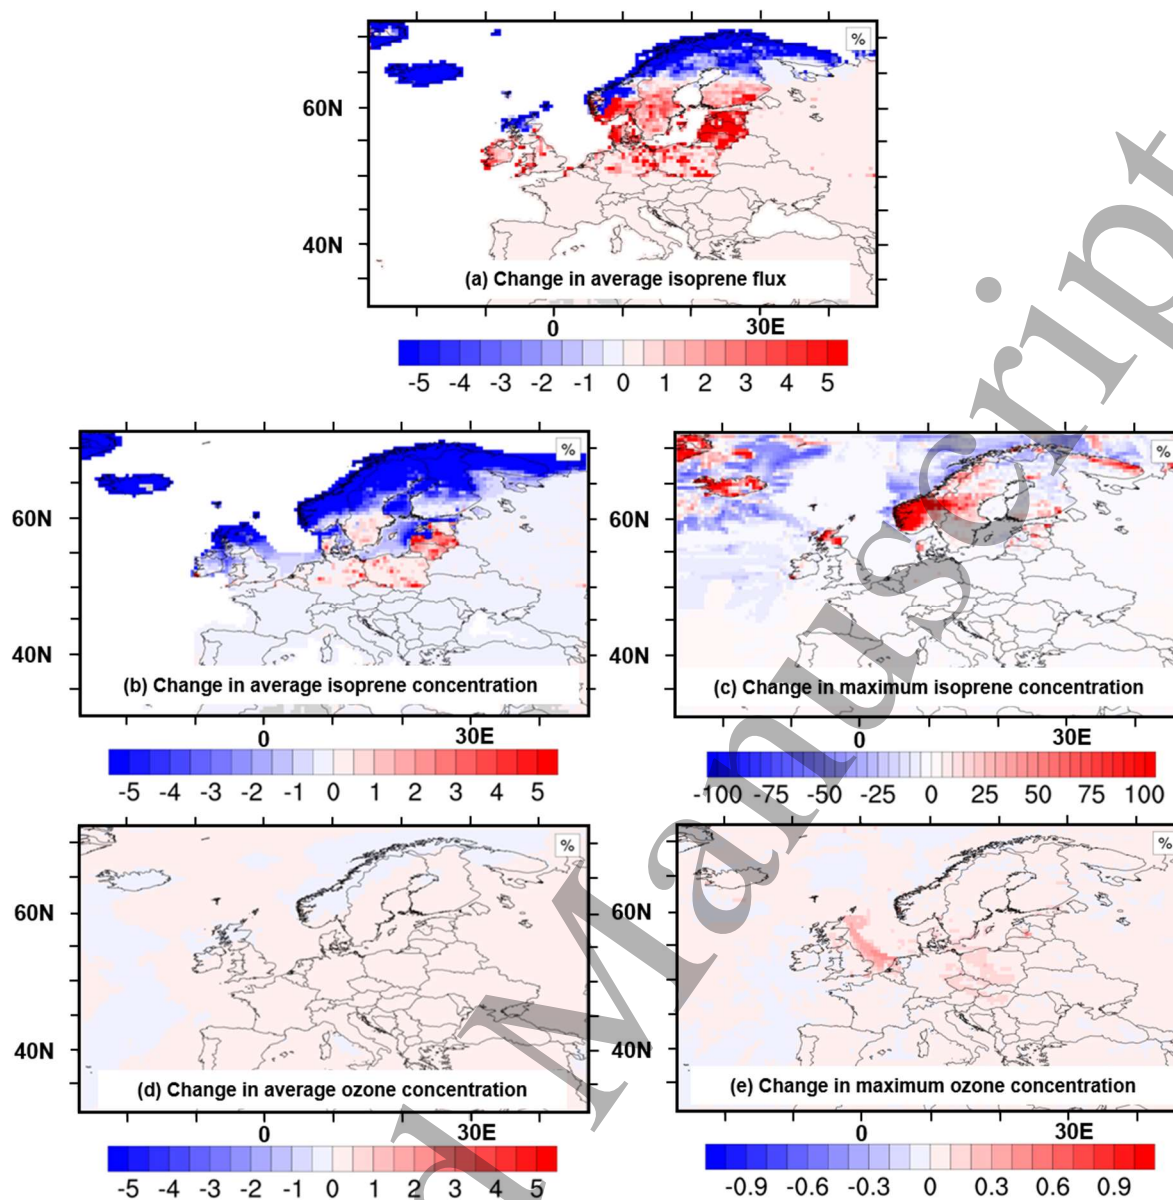 %
60N
40N
(a) Change in average isoprene flux
0 30E
-5 -4 -3 -2 -1 0 1 2 3 4 5
%
60N
40N
(b) Change in average isoprene concentration
0 30E
-5 -4 -3 -2 -1 0 1 2 3 4 5
%
60N
40N
(c) Change in maximum isoprene concentration
0 30E
-100 -75 -50 -25 0 25 50 75 100
%
60N
40N
(d) Change in average ozone concentration
0 30E
-5 -4 -3 -2 -1 0 1 2 3 4 5
%
60N
40N
(e) Change in maximum ozone concentration
0 30E
-0.9 -0.6 -0.3 0 0.3 0.6 0.9
d Manuscript